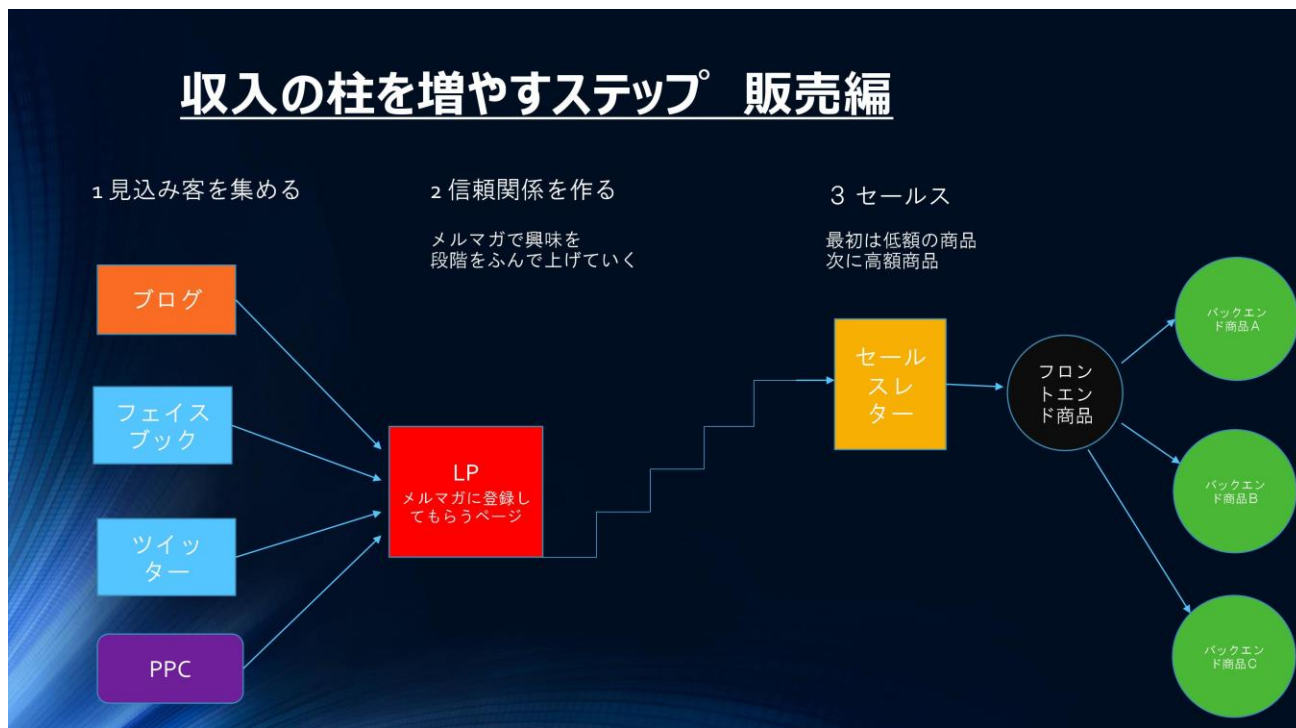 収入の柱を増やすステップ 販売編
1 見込み客を集める
2 信頼関係を作る
3 セールス
メルマガで興味を
段階をふんで上げていく
最初は低額の商品
次に高額商品
ブログ
フェイス
ブック
ツイッ
ター
PPC
LP
メルマガに登録し
てもらうページ
セール
スレ
ター
フロン
トエン
ド商品
バックエン
ド商品A
バックエン
ド商品B
バックエン
ド商品C